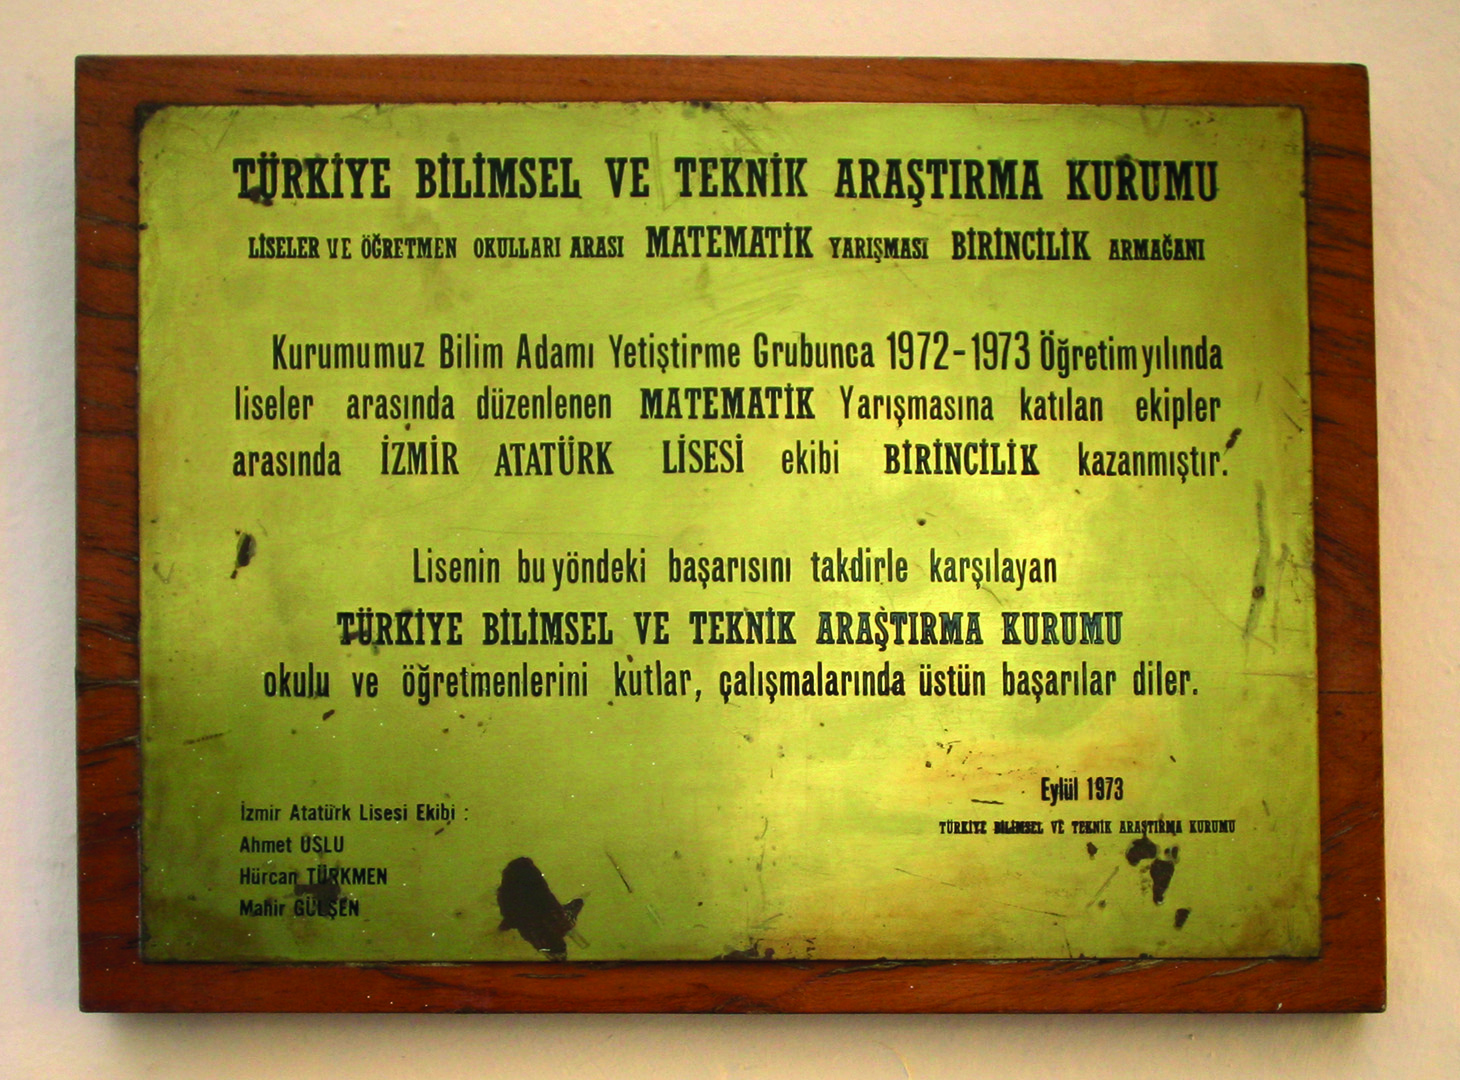 TÜRKİYE BİLİMSEL VE TEKNİK ARAŞTIRMA KURUMU
LİSELER VE ÖĞRETMEN OKULLARI ARASI MATEMATİK YARIŞMASI BİRİNCİLİK ARMAĞANI
Kurumumuz Bilim Adamı Yetiştirme Grubunca 1972-1973 Öğretim yılında
liseler arasında düzenlenen MATEMATİK Yarışmasına katılan ekipler
arasında İZMİR ATATÜRK LİSESİ ekibi BİRİNCİLİK kazanmıştır.
Lisenin bu yöndeki başarısını takdirle karşılayan
TÜRKİYE BİLİMSEL VE TEKNİK ARAŞTIRMA KURUMU
okulu ve öğretmenlerini kutlar, çalışmalarında üstün başarılar diler.
Eylül 1973
TÜRKİYE BİLİMSEL VE TEKNİK ARAŞTIRMA KURUMU
İzmir Atatürk Lisesi Ekibi :
Ahmet USLU
Hürcan TÜRKMEN
Mahir GÜLŞEN